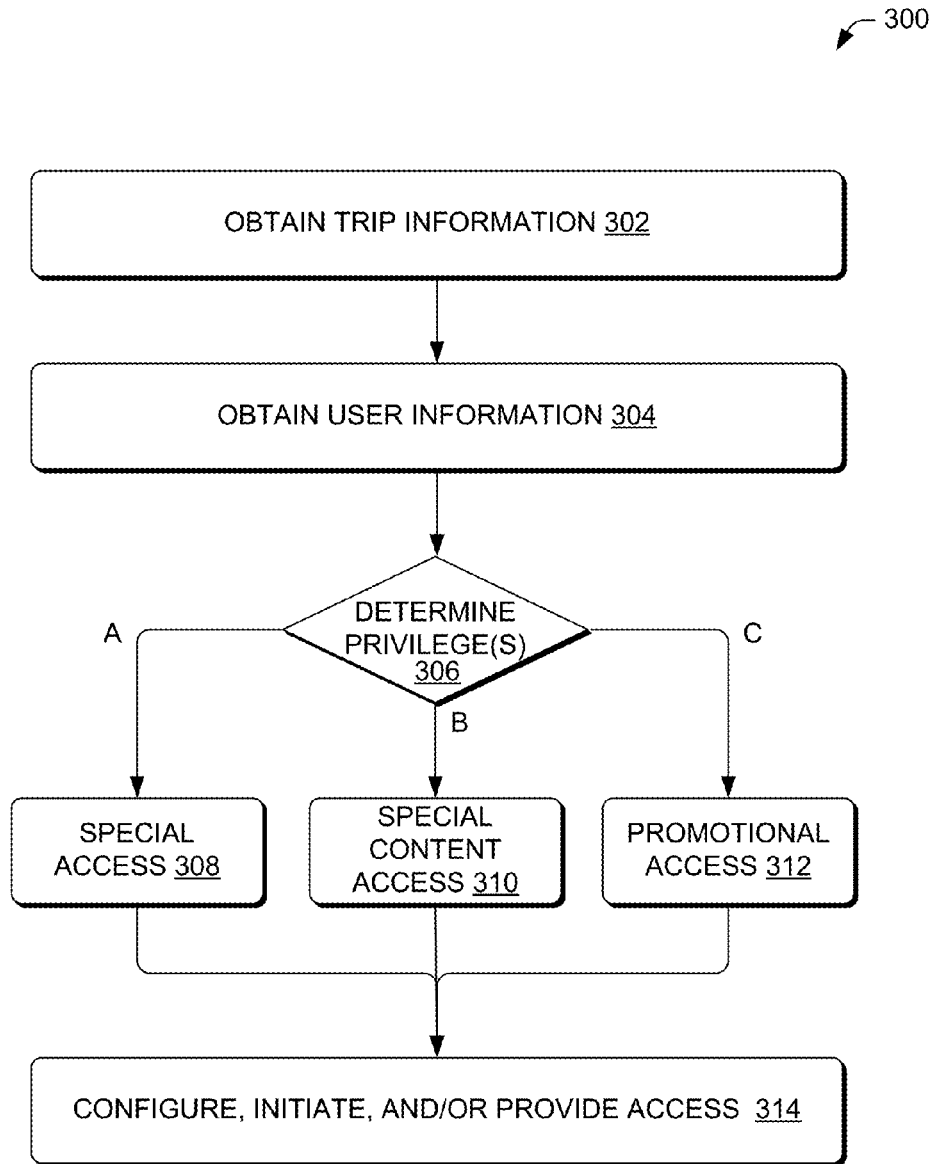 300
OBTAIN TRIP INFORMATION 302
OBTAIN USER INFORMATION 304
DETERMINE
PRIVILEGE(S)
306
A
C
B
SPECIAL
ACCESS 308
SPECIAL
CONTENT
ACCESS 310
PROMOTIONAL
ACCESS 312
CONFIGURE, INITIATE, AND/OR PROVIDE ACCESS 314